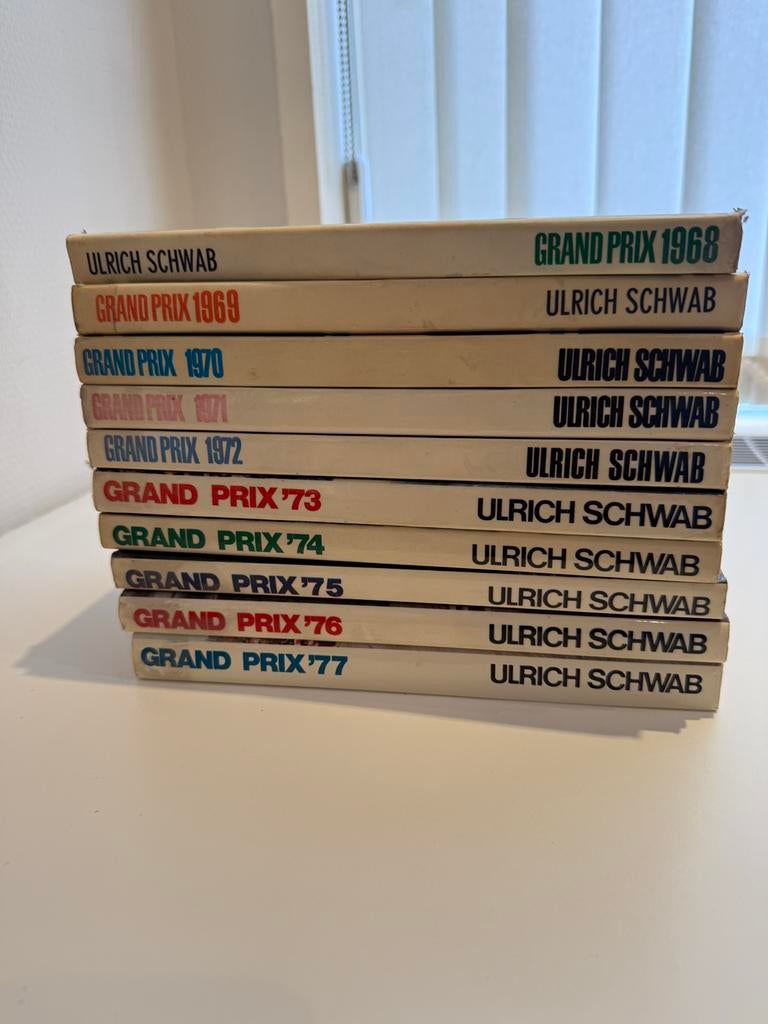 ULRICH SCHWAB GRAND PRIX 1968
GRAND PRIX 1969 ULRICH SCHWAB
GRAND PRIX 1970 ULRICH SCHWAB
GRAND PRIX 1971 ULRICH SCHWAB
GRAND PRIX 1972 ULRICH SCHWAB
GRAND PRIX '73 ULRICH SCHWAB
GRAND PRIX '74 ULRICH SCHWAB
GRAND PRIX '75 ULRICH SCHWAB
GRAND PRIX '76 ULRICH SCHWAB
GRAND PRIX '77 ULRICH SCHWAB